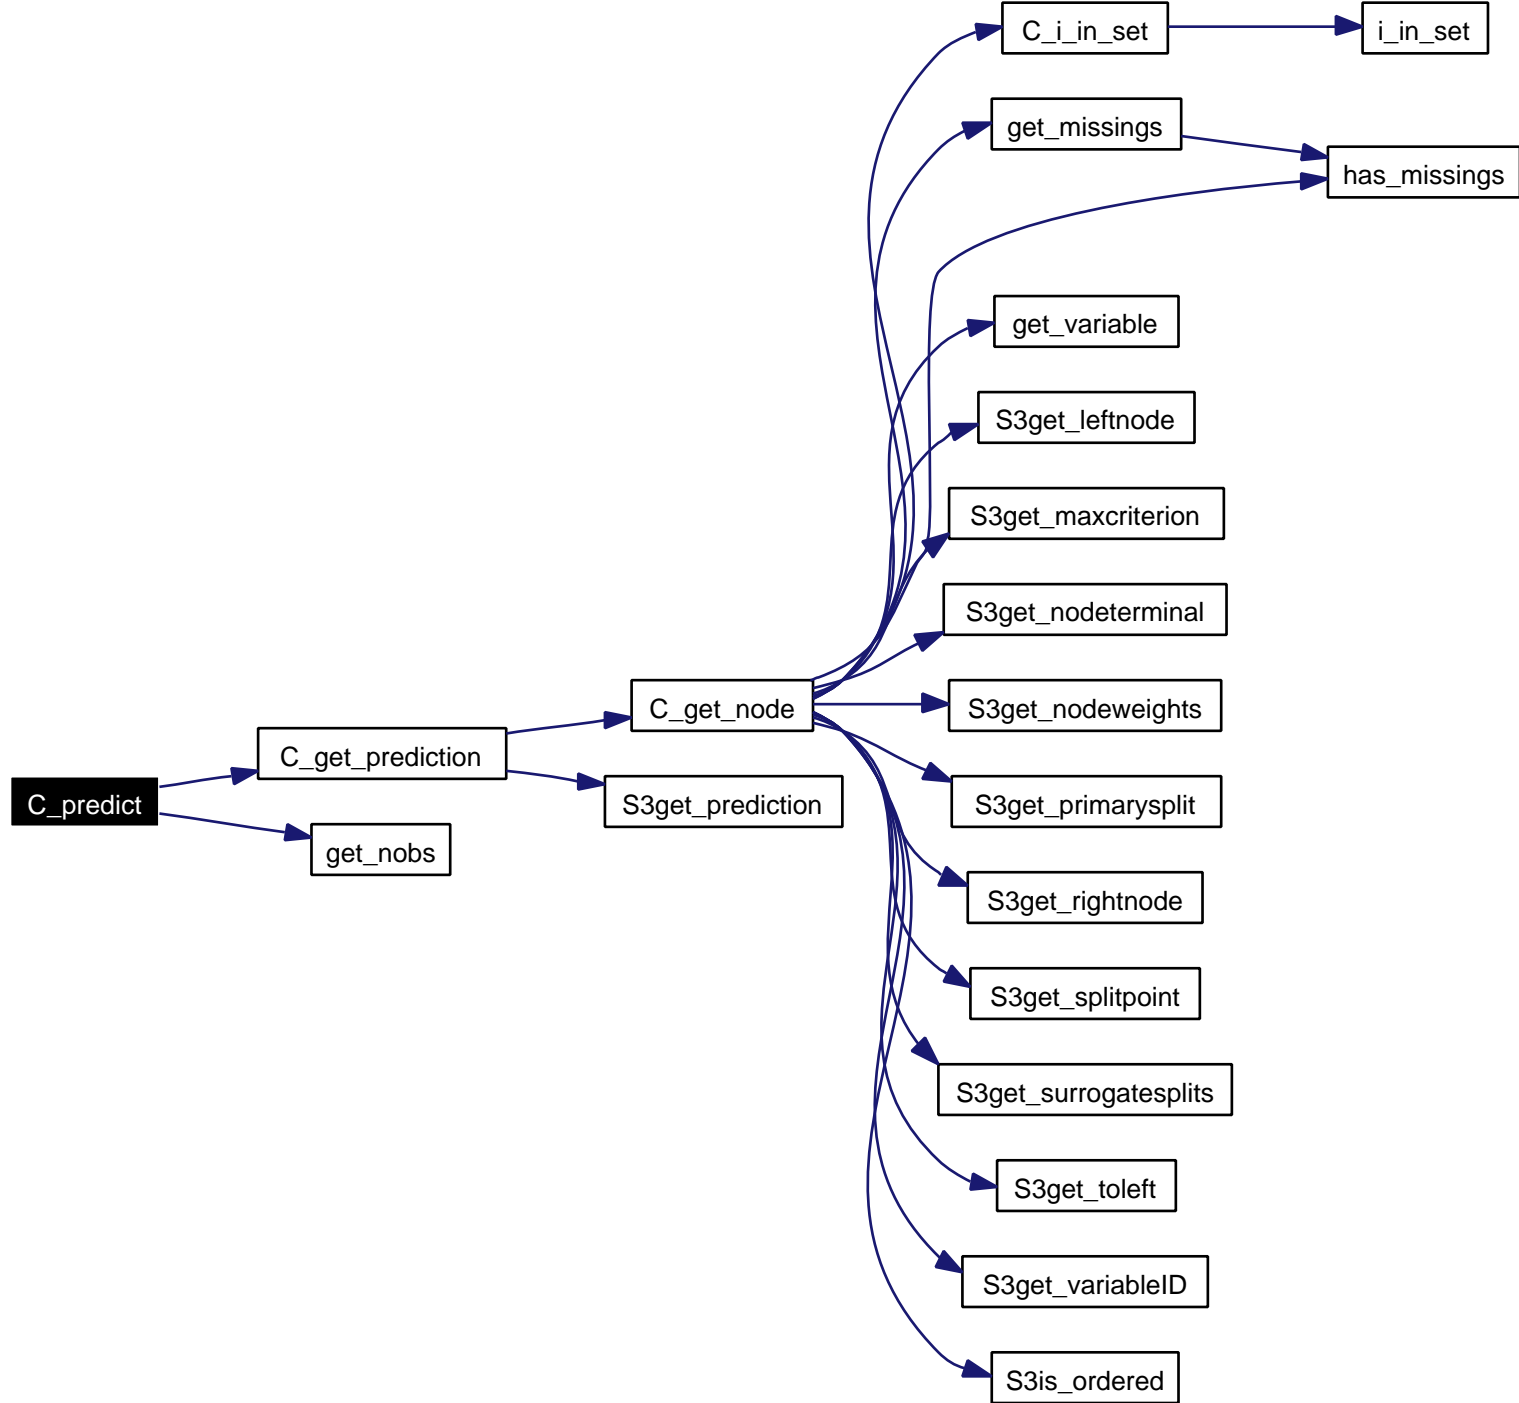 C_i_in_set
i_in_set
get_missings
has_missings
get_variable
S3get_leftnode
S3get_maxcriterion
S3get_nodeterminal
C_get_node
S3get_nodeweights
C_get_prediction
C_predict
S3get_prediction
S3get_primarysplit
get_nobs
S3get_rightnode
S3get_splitpoint
S3get_surrogatesplits
S3get_toleft
S3get_variableID
S3is_ordered